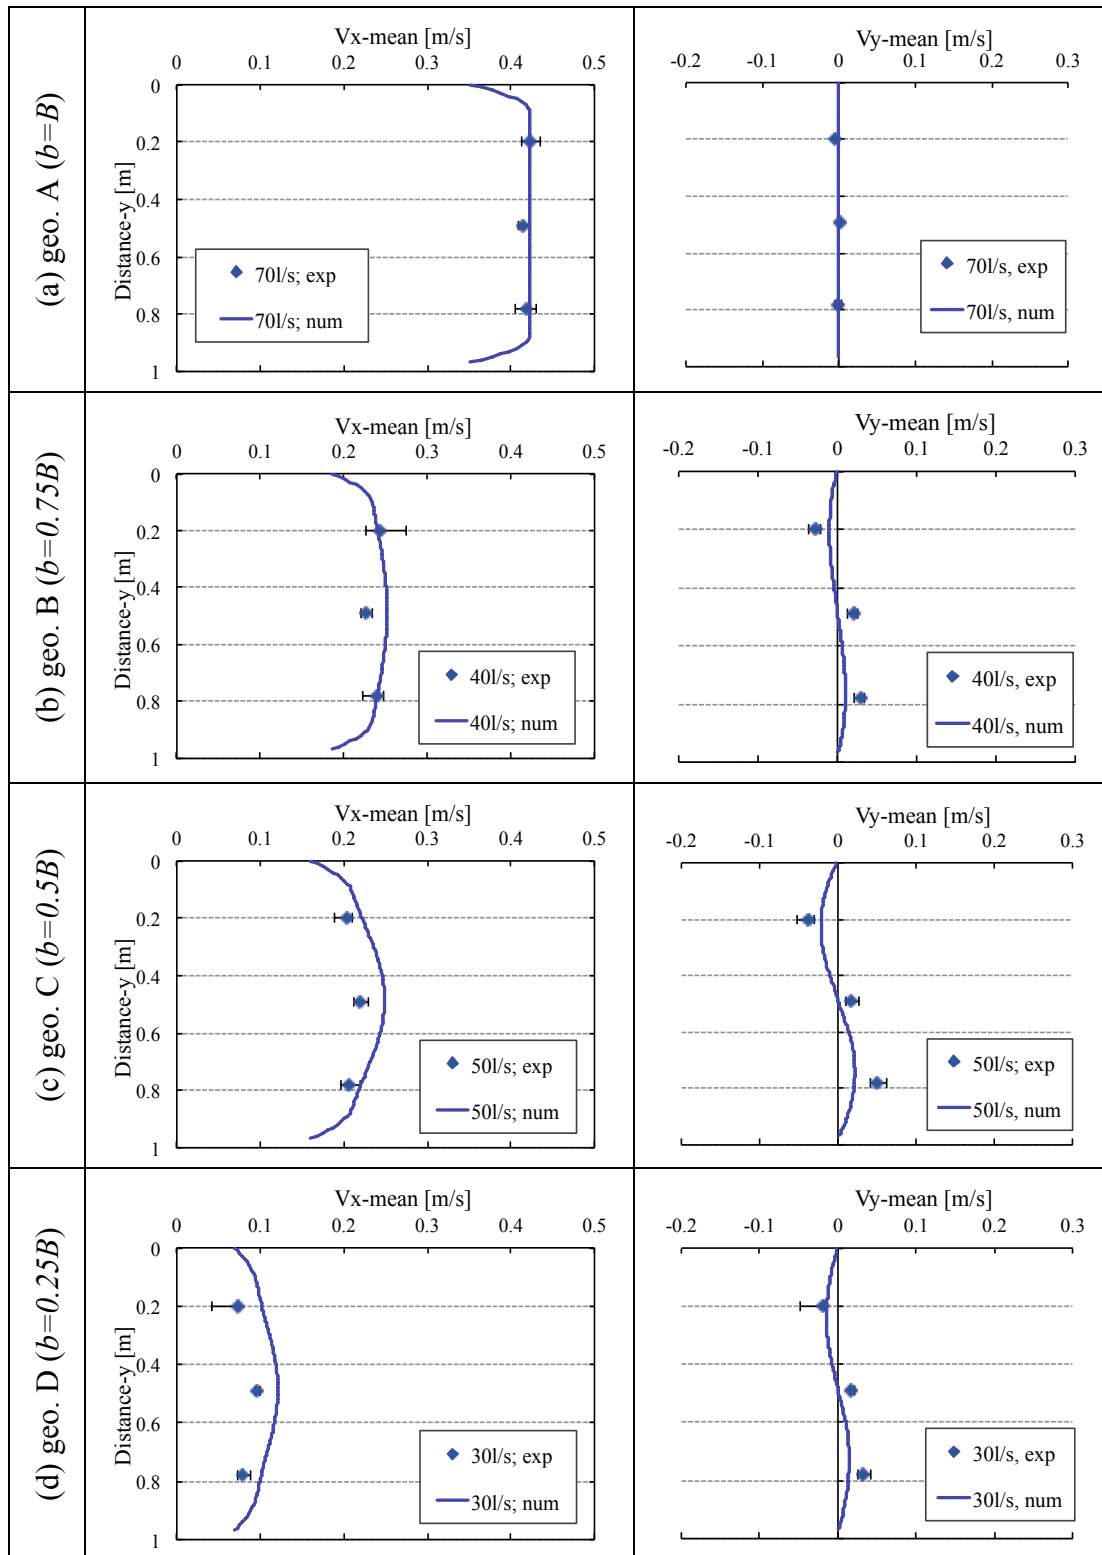 (a) geo. A (b=B)
Vx-mean [m/s]
0 0.1 0.2 0.3 0.4 0.5
Distance-y [m]
0
0.2
0.4
0.6
0.8
1
70l/s; exp
70l/s; num
Vy-mean [m/s]
-0.2 -0.1 0 0.1 0.2 0.3
70l/s, exp
70l/s, num
(b) geo. B (b=0.75B)
Vx-mean [m/s]
0 0.1 0.2 0.3 0.4 0.5
Distance-y [m]
0
0.2
0.4
0.6
0.8
1
40l/s; exp
40l/s; num
Vy-mean [m/s]
-0.2 -0.1 0 0.1 0.2 0.3
40l/s, exp
40l/s, num
(c) geo. C (b=0.5B)
Vx-mean [m/s]
0 0.1 0.2 0.3 0.4 0.5
Distance-y [m]
0
0.2
0.4
0.6
0.8
1
50l/s; exp
50l/s; num
Vy-mean [m/s]
-0.2 -0.1 0 0.1 0.2 0.3
50l/s, exp
50l/s, num
(d) geo. D (b=0.25B)
Vx-mean [m/s]
0 0.1 0.2 0.3 0.4 0.5
Distance-y [m]
0
0.2
0.4
0.6
0.8
1
30l/s; exp
30l/s; num
Vy-mean [m/s]
-0.2 -0.1 0 0.1 0.2 0.3
30l/s, exp
30l/s, num